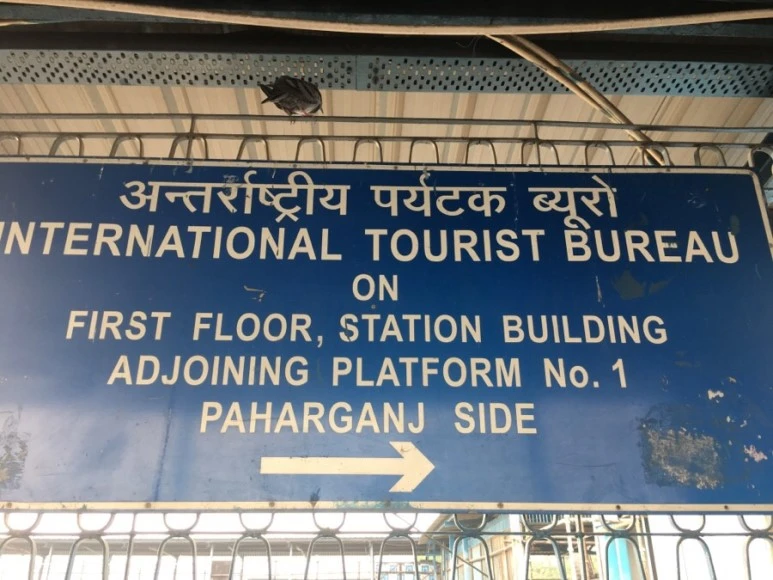 अन्तर्राष्ट्रीय पर्यटक ब्यूरो
INTERNATIONAL TOURIST BUREAU
ON
FIRST FLOOR, STATION BUILDING
ADJOINING PLATFORM No. 1
PAHARGANJ SIDE